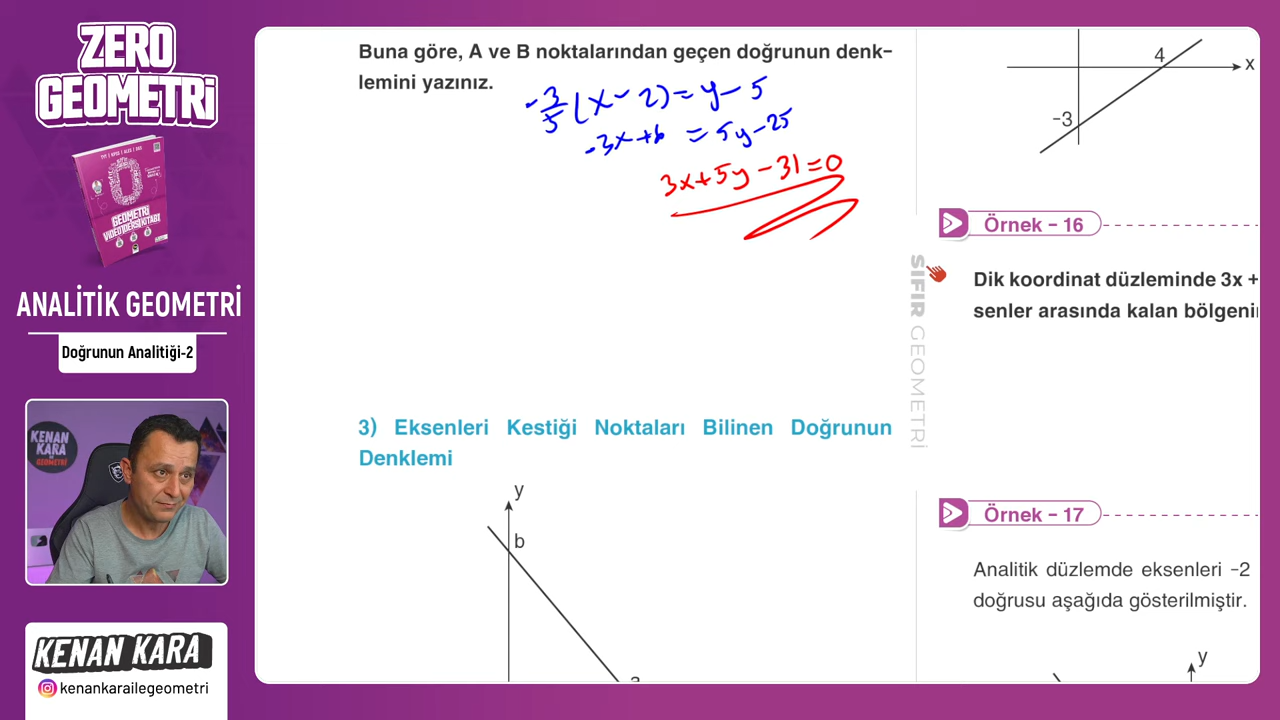 ZERO
GEOMETRİ
GEOMETRİ
VİDEO DERS KİTABI
ANALİTİK GEOMETRİ
Doğrunun Analitiği-2
KENAN
KARA
GEOMETRİ
KENAN KARA
kenankarailegeometri
Buna göre, A ve B noktalarından geçen doğrunun denk-
lemini yazınız.
-3/5 (x - 2) = y - 5
-3x+6 = 5y-25
3x+5y-31=0
3) Eksenleri Kestiği Noktaları Bilinen Doğrunun
Denklemi
y
b
a
SIFIR GEOMETRİ
4
x
-3
Örnek - 16
Dik koordinat düzleminde 3x +
senler arasında kalan bölgeni
Örnek - 17
Analitik düzlemde eksenleri -2
doğrusu aşağıda gösterilmiştir.
y